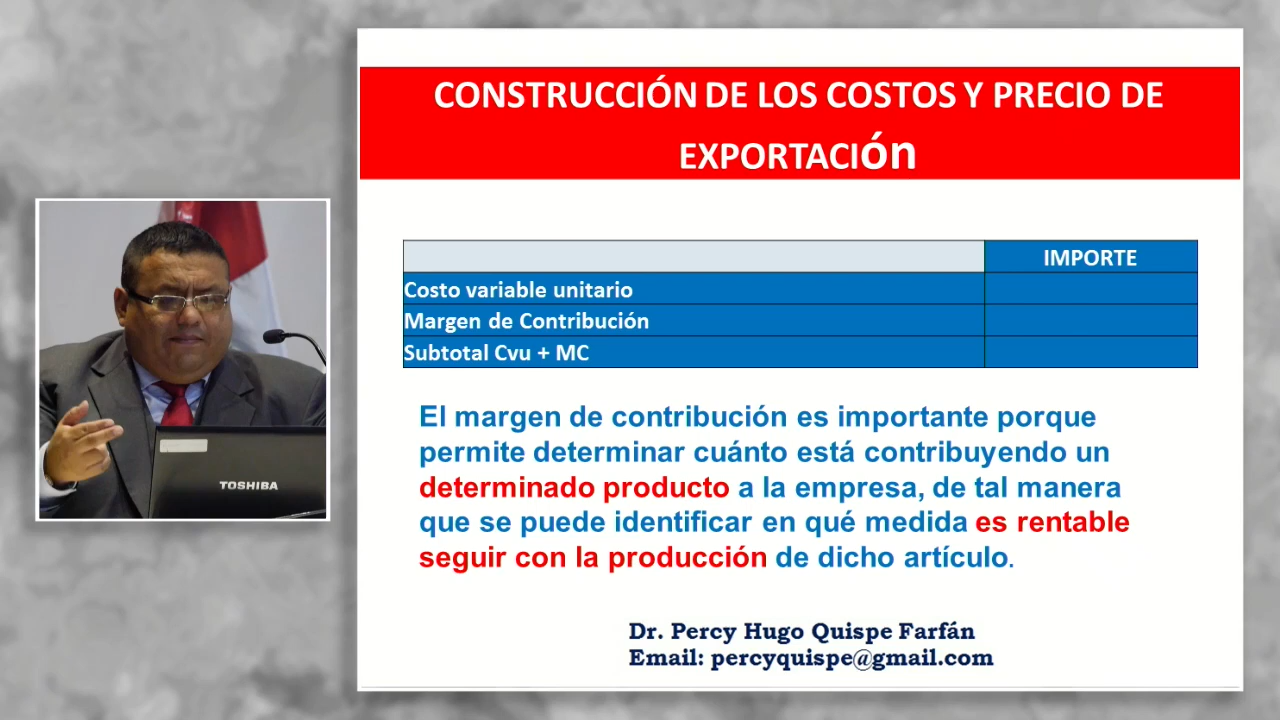 CONSTRUCCIÓN DE LOS COSTOS Y PRECIO DE
EXPORTACIón
IMPORTE
Costo variable unitario
Margen de Contribución
Subtotal Cvu + MC
El margen de contribución es importante porque
permite determinar cuánto está contribuyendo un
determinado producto a la empresa, de tal manera
que se puede identificar en qué medida es rentable
seguir con la producción de dicho artículo.
Dr. Percy Hugo Quispe Farfán
Email: percyquispe@gmail.com
TOSHIBA